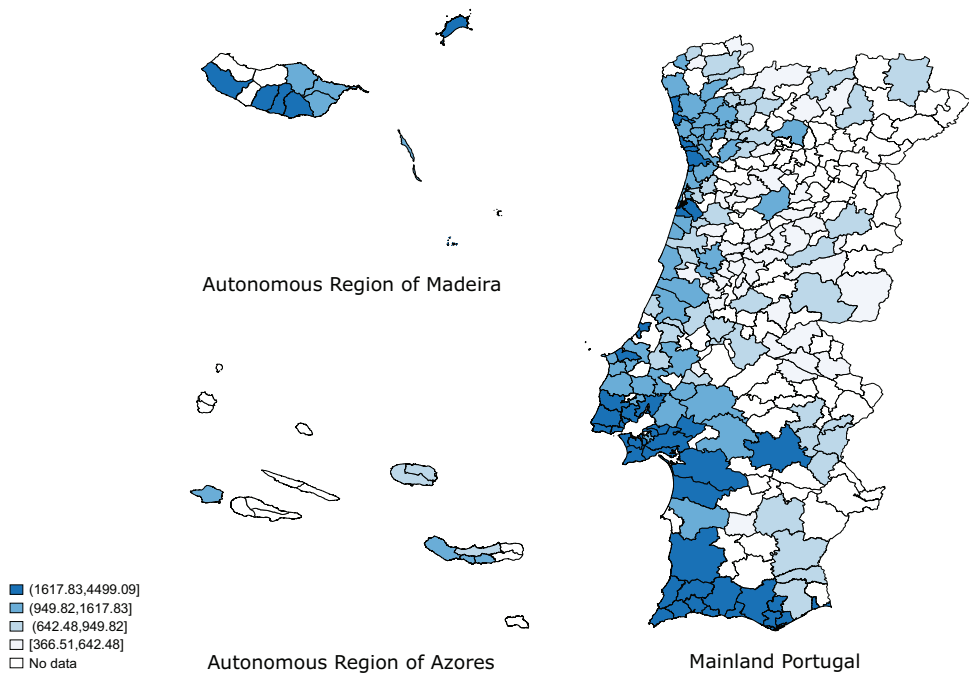 Autonomous Region of Madeira
(1617.83,4499.09]
(949.82,1617.83]
(642.48,949.82]
[366.51,642.48]
No data
Autonomous Region of Azores
Mainland Portugal